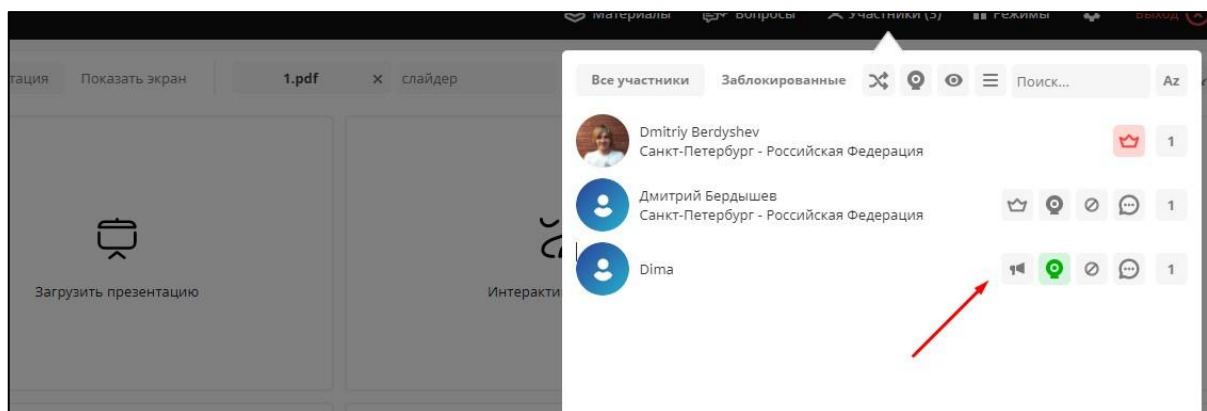 Материалы Вопросы Участники (3) Режимы Выход
тация Показать экран 1.pdf × слайдер
Все участники Заблокированные Поиск... Az
Dmitriy Berdyshev
Санкт-Петербург - Российская Федерация
1
Дмитрий Бердышев
Санкт-Петербург - Российская Федерация
1
Dima
1
Загрузить презентацию
Интеракти